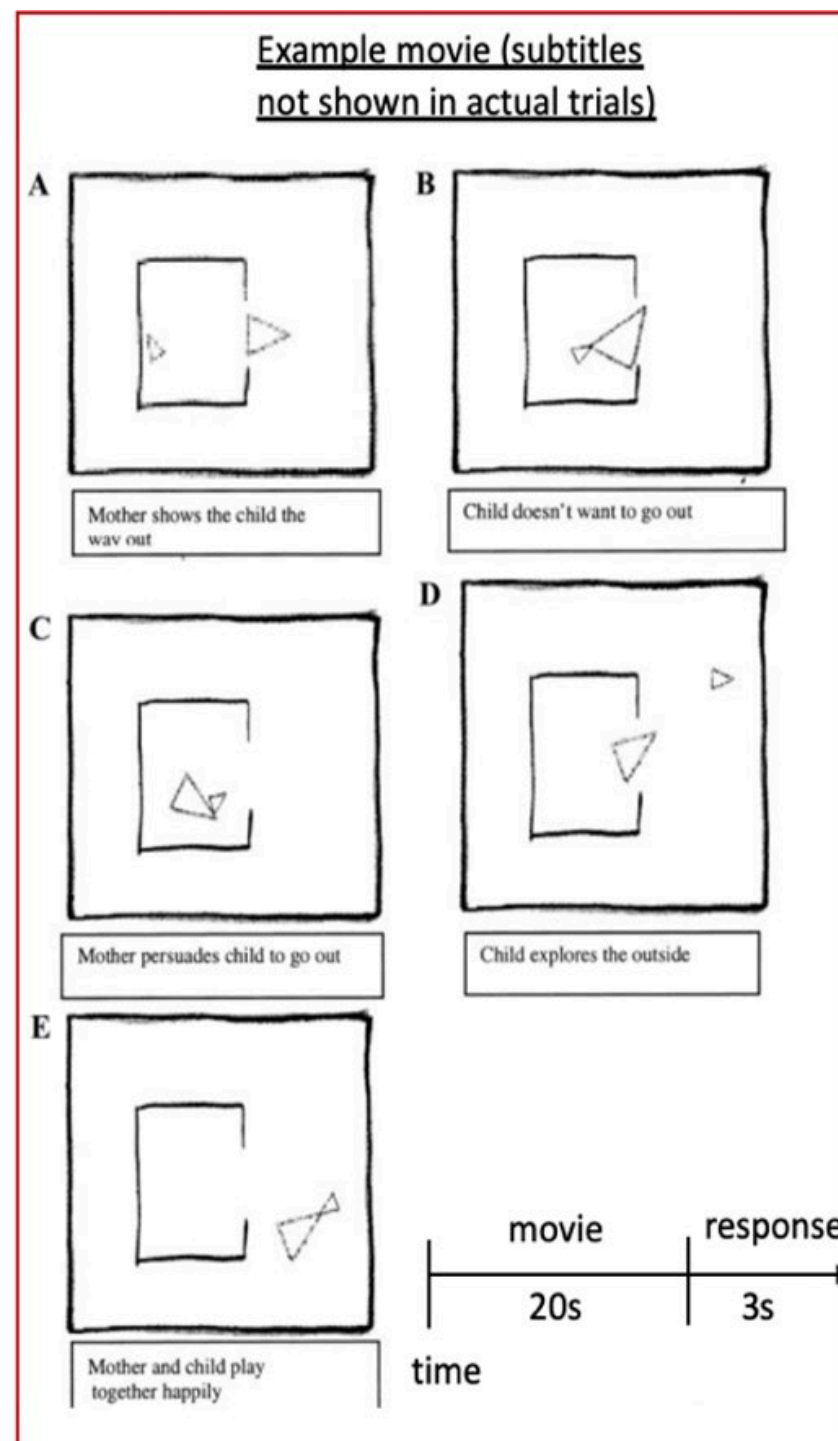 Example movie (subtitles
not shown in actual trials)
A
B
Mother shows the child the
way out
Child doesn't want to go out
C
D
Mother persuades child to go out
Child explores the outside
E
Mother and child play
together happily
movie
response
20s
3s
time